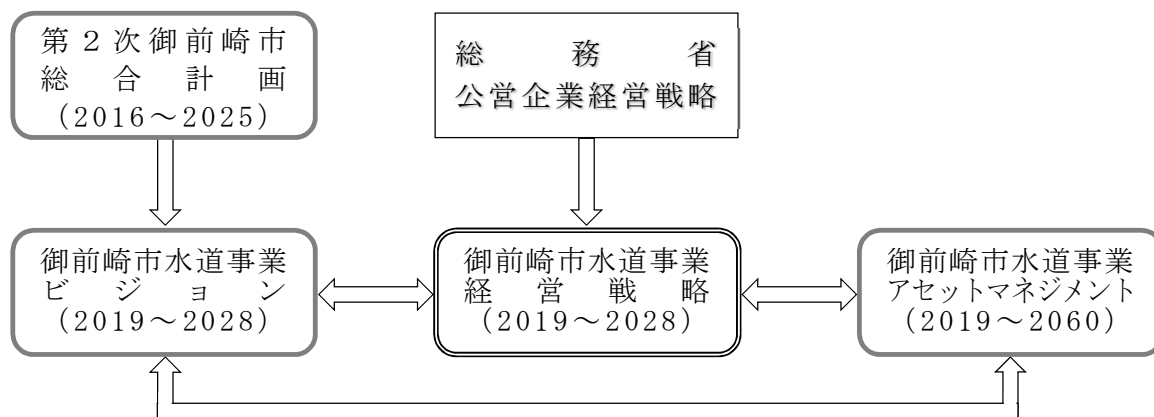 第２次御前崎市
総合計画
（2016～2025）
総務省
公営企業経営戦略
御前崎市水道事業
ビジョン
（2019～2028）
御前崎市水道事業
経営戦略
（2019～2028）
御前崎市水道事業
アセットマネジメント
（2019～2060）